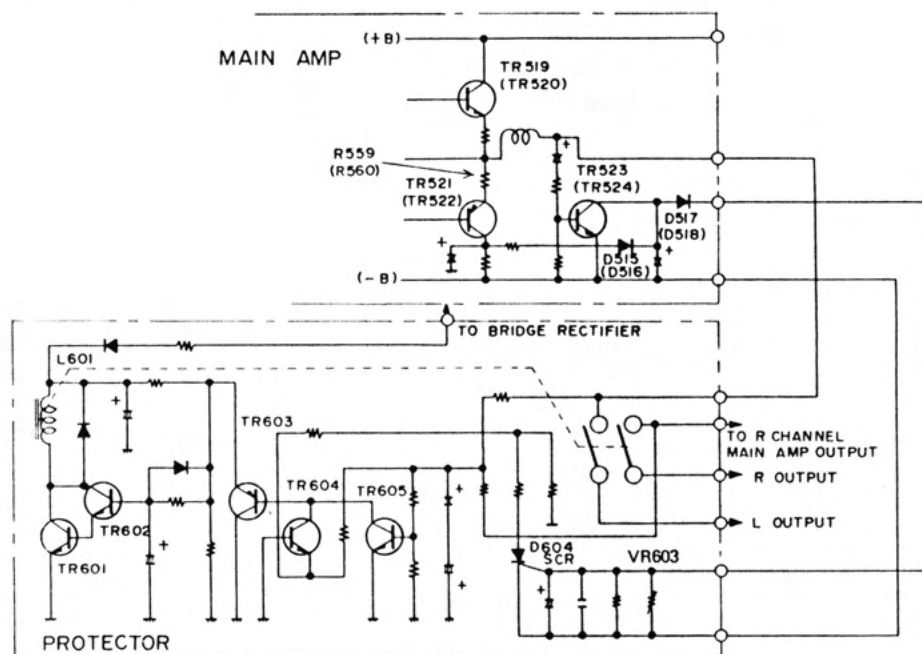 (+B)
MAIN AMP
TR519
(TR520)
+
R559
(R560)
TR523
(TR524)
TR521
(TR522)
D517
(D518)
+
D515
(D516)
+
(-B)
TO BRIDGE RECTIFIER
L601
+
TR603
TO R CHANNEL
MAIN AMP OUTPUT
TR604
TR605
R OUTPUT
+
TR602
L OUTPUT
+
D604
SCR
VR603
TR601
+
+
PROTECTOR